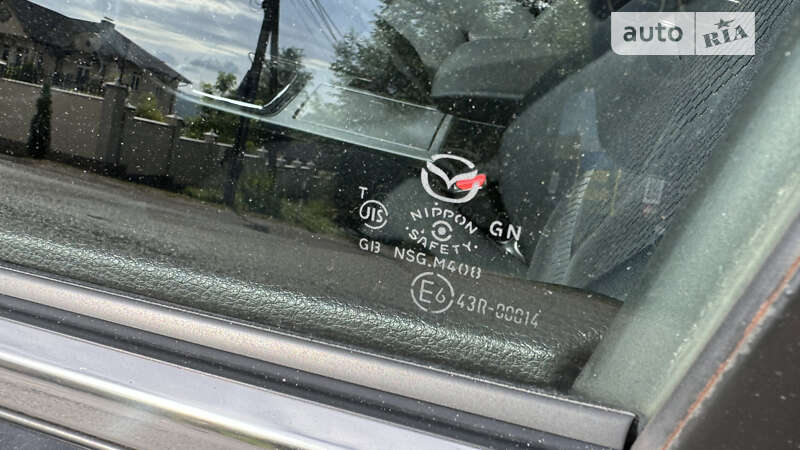 auto RIA
T
JIS
NIPPON
SAFETY
GN
GB NSG.M408
E6 43R-00014